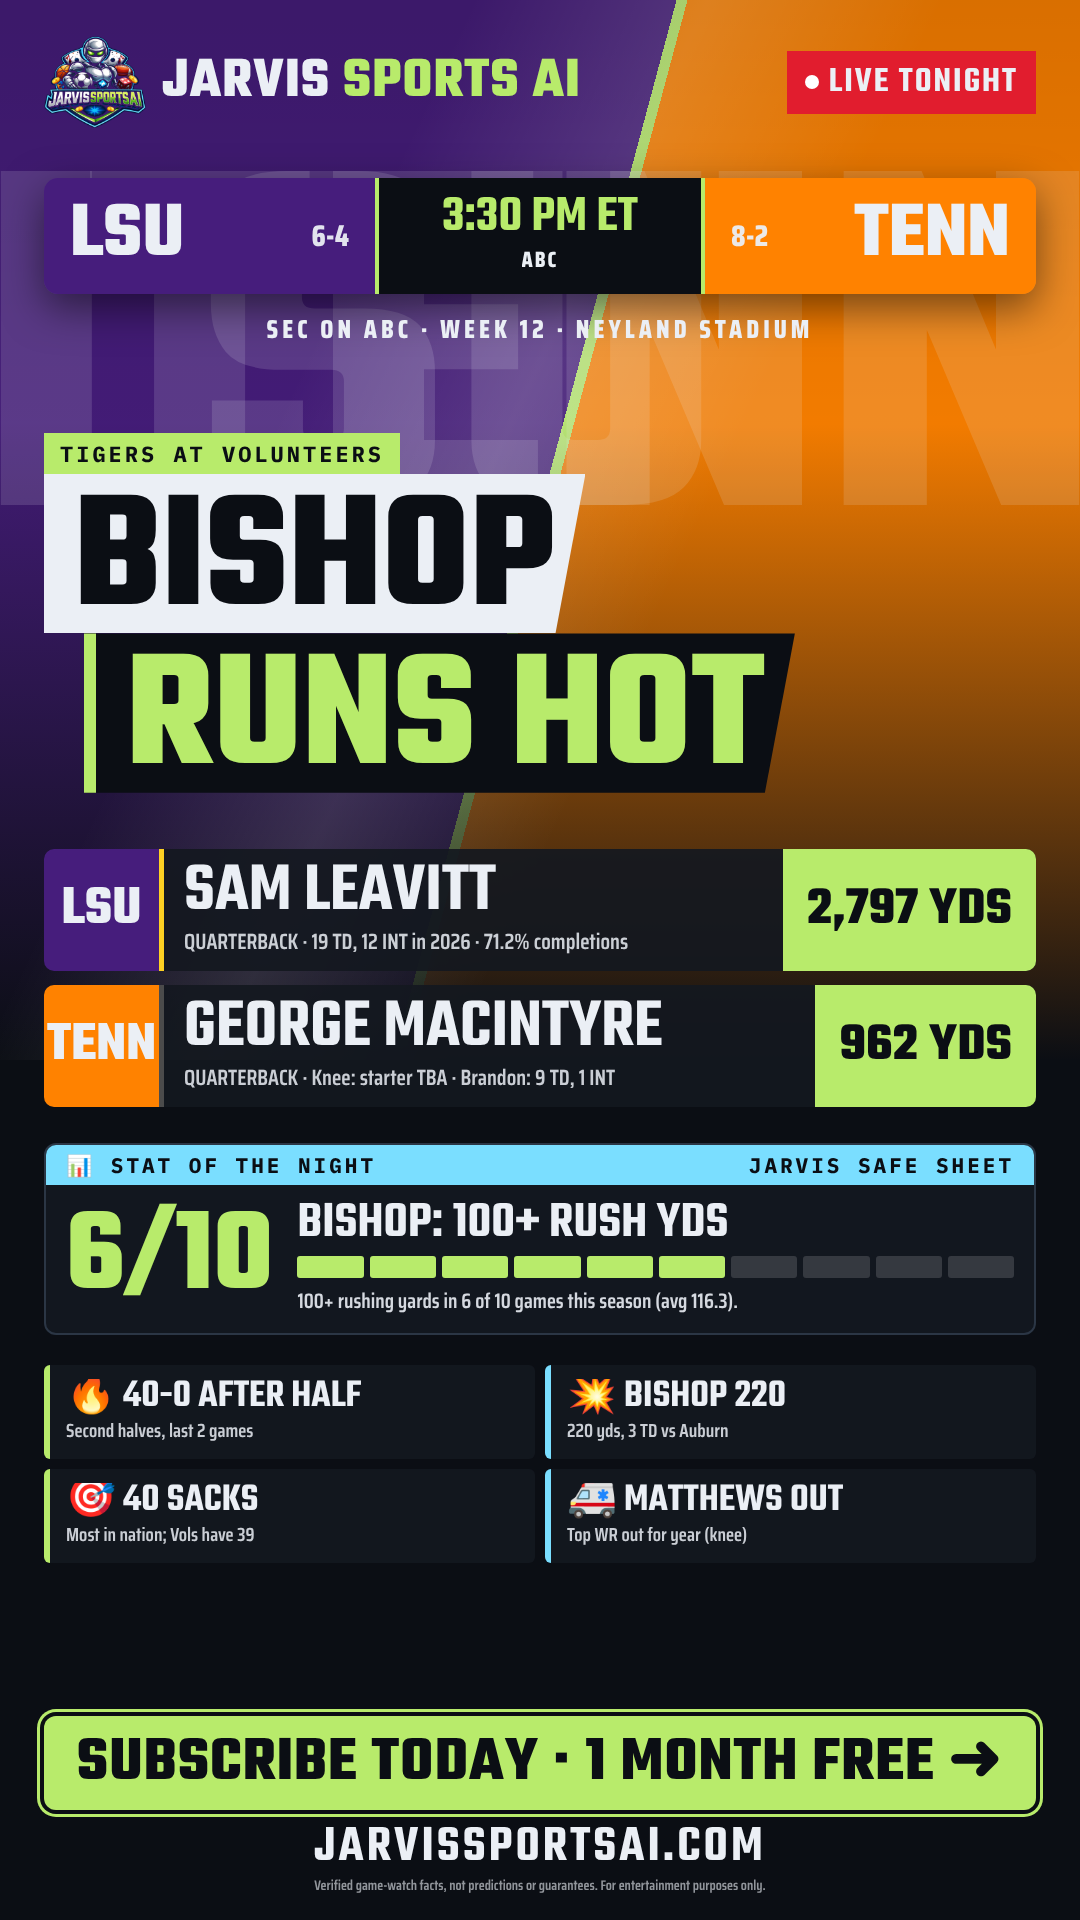 JARVISSPORTSAI
JARVIS SPORTS AI
LIVE TONIGHT
LSU 6-4
3:30 PM ET
ABC
8-2 TENN
SEC ON ABC · WEEK 12 · NEYLAND STADIUM
TIGERS AT VOLUNTEERS
BISHOP
RUNS HOT
LSU
SAM LEAVITT
QUARTERBACK · 19 TD, 12 INT in 2026 · 71.2% completions
2,797 YDS
TENN
GEORGE MACINTYRE
QUARTERBACK · Knee: starter TBA · Brandon: 9 TD, 1 INT
962 YDS
📊 STAT OF THE NIGHT
JARVIS SAFE SHEET
6/10
BISHOP: 100+ RUSH YDS
100+ rushing yards in 6 of 10 games this season (avg 116.3).
🔥 40-0 AFTER HALF
Second halves, last 2 games
💥 BISHOP 220
220 yds, 3 TD vs Auburn
🎯 40 SACKS
Most in nation; Vols have 39
🚑 MATTHEWS OUT
Top WR out for year (knee)
SUBSCRIBE TODAY · 1 MONTH FREE ➜
JARVISSPORTSAI.COM
Verified game-watch facts, not predictions or guarantees. For entertainment purposes only.